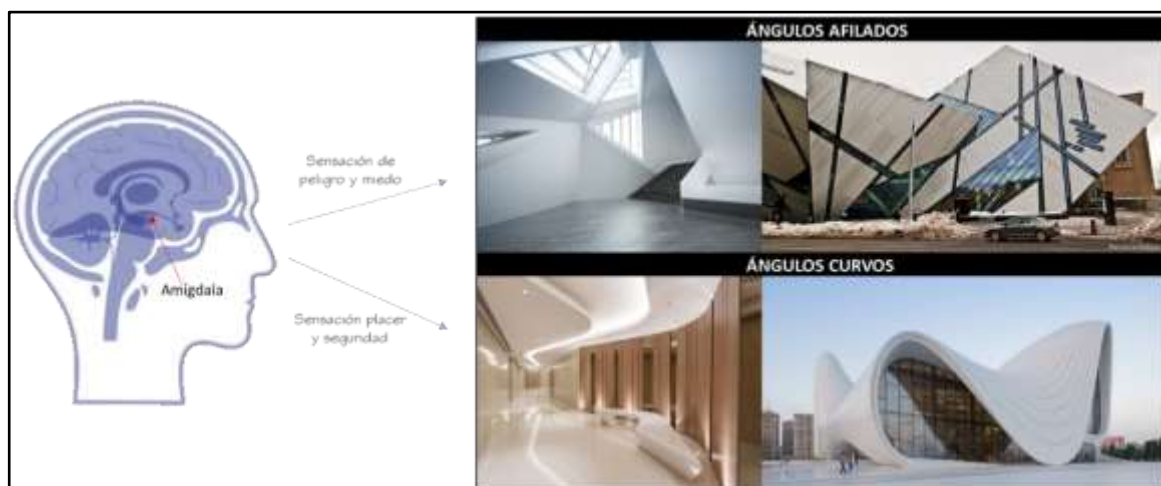 ÁNGULOS AFILADOS
Sensación de
peligro y miedo
Amigdala
ÁNGULOS CURVOS
Sensación placer
y seguridad